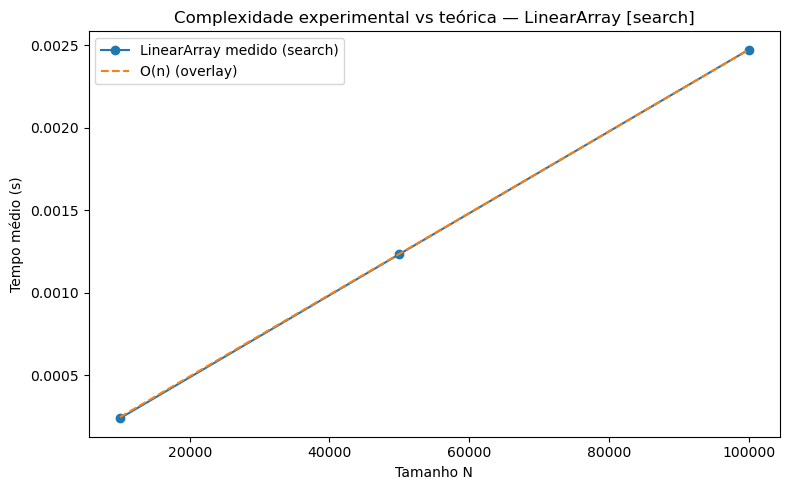 Complexidade experimental vs teórica — LinearArray [search]
LinearArray medido (search)
O(n) (overlay)
Tempo médio (s)
0.0025
0.0020
0.0015
0.0010
0.0005
20000 40000 60000 80000 100000
Tamanho N